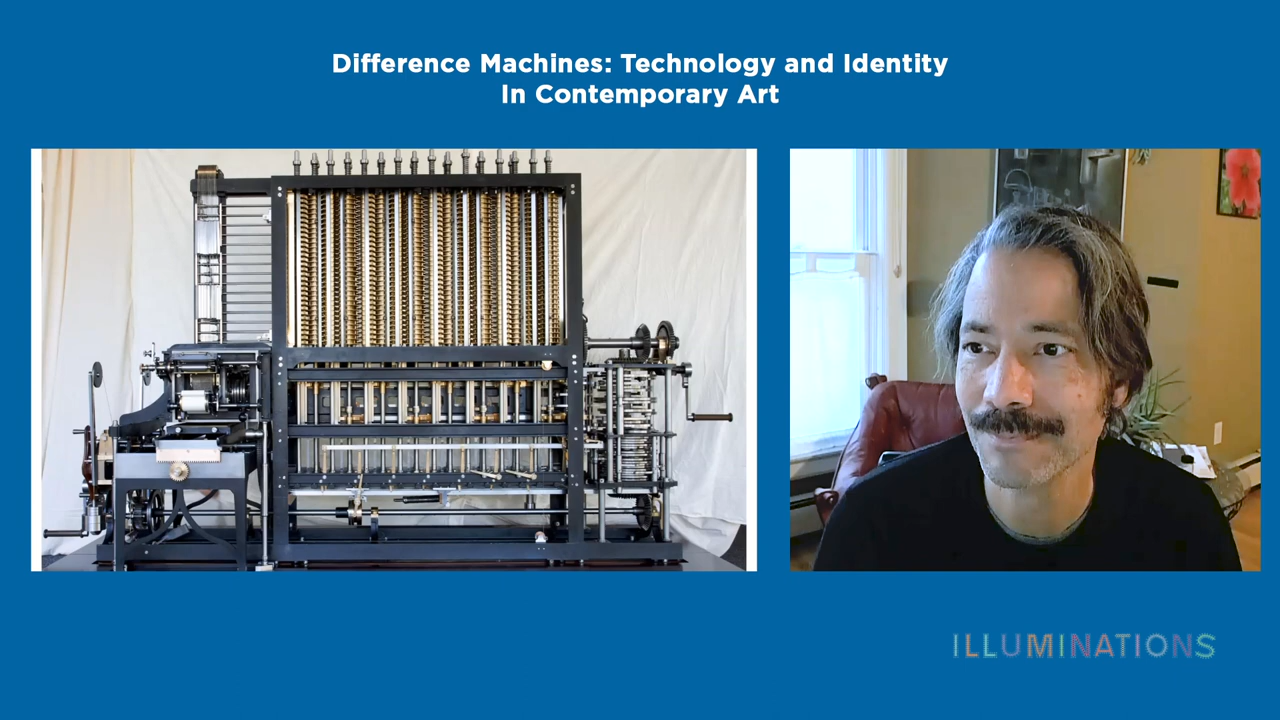 Difference Machines: Technology and Identity
In Contemporary Art
ILLUMINATIONS